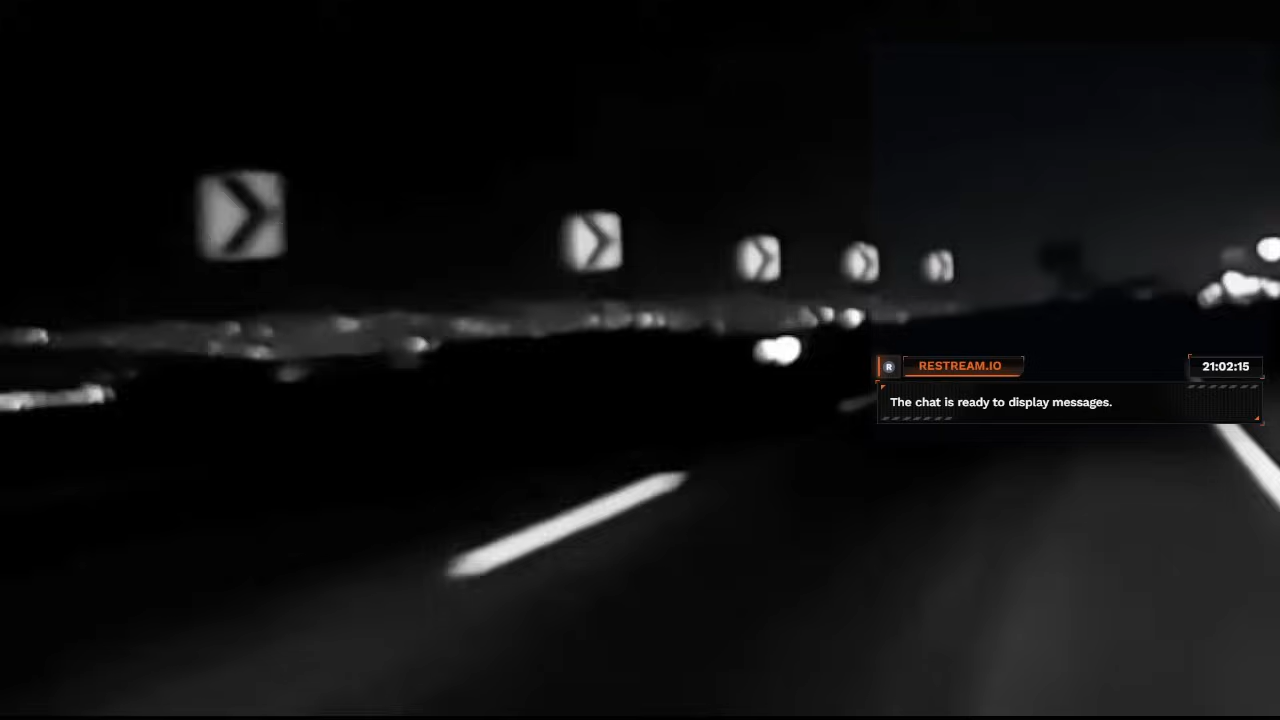 R RESTREAM.IO 21:02:15
The chat is ready to display messages.